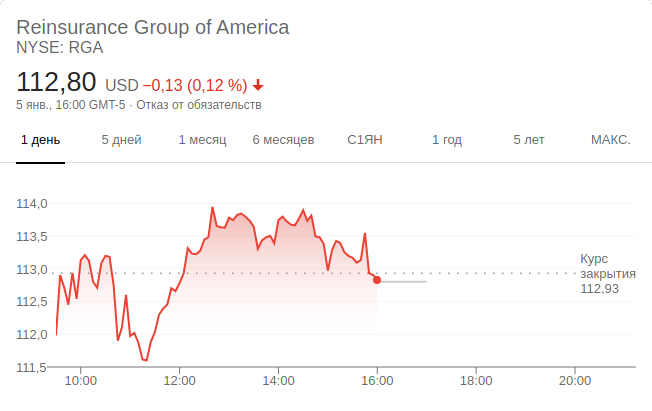 Reinsurance Group of America
NYSE: RGA
112,80 USD −0,13 (0,12 %)
5 янв., 16:00 GMT-5 · Отказ от обязательств
1 день 5 дней 1 месяц 6 месяцев С1ЯН 1 год 5 лет МАКС.
114,0
113,5
113,0
112,5
112,0
111,5
Курс
закрытия
112,93
10:00 12:00 14:00 16:00 18:00 20:00